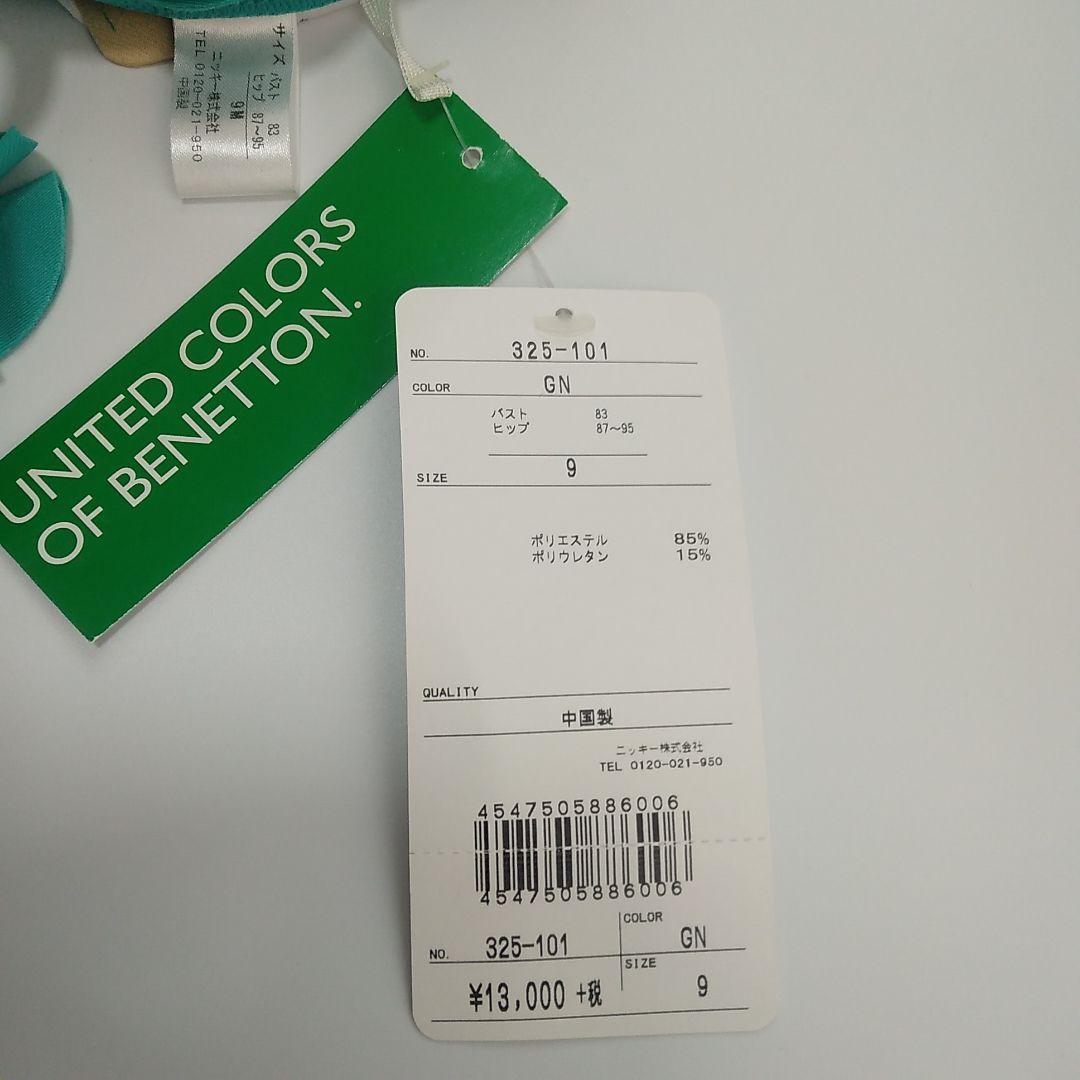 サイズ
バスト 83
ヒップ 87～95
9號
ニッキー株式会社
TEL 0120-021-950
中国製
UNITED COLORS
OF BENETTON.
NO. 325-101
COLOR GN
バスト 83
ヒップ 87～95
SIZE 9
ポリエステル 85%
ポリウレタン 15%
QUALITY
中国製
ニッキー株式会社
TEL 0120-021-950
4547505886006
4547505886006
NO. 325-101
COLOR GN
¥13,000 +税
SIZE 9